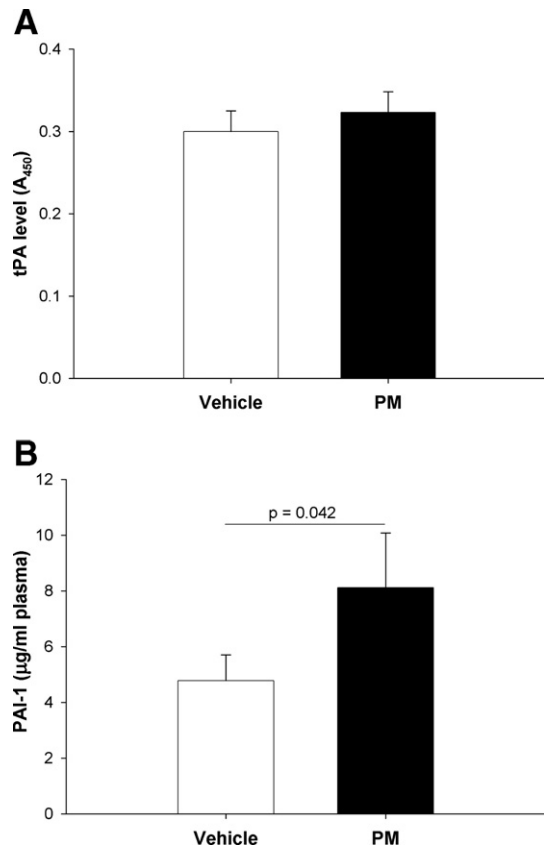 A
0.4
0.3
0.2
0.1
0.0
tPA level (A450)
Vehicle
PM
B
12
10
8
6
4
2
0
PAI-1 (μg/ml plasma)
p = 0.042
Vehicle
PM